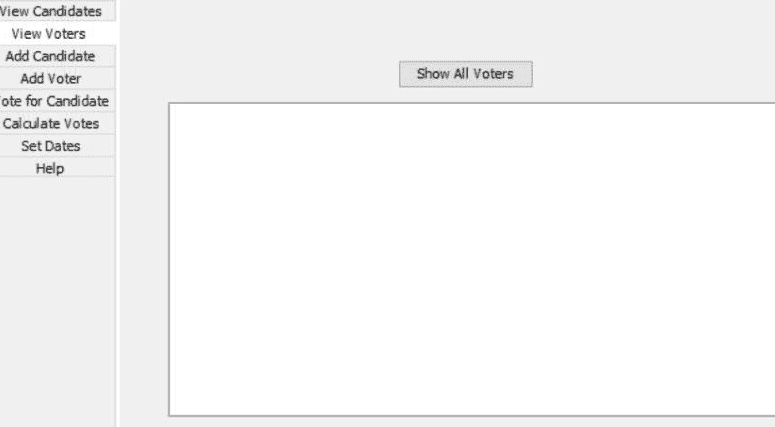 View Candidates
View Voters
Add Candidate
Add Voter
ote for Candidate
Calculate Votes
Set Dates
Help
Show All Voters